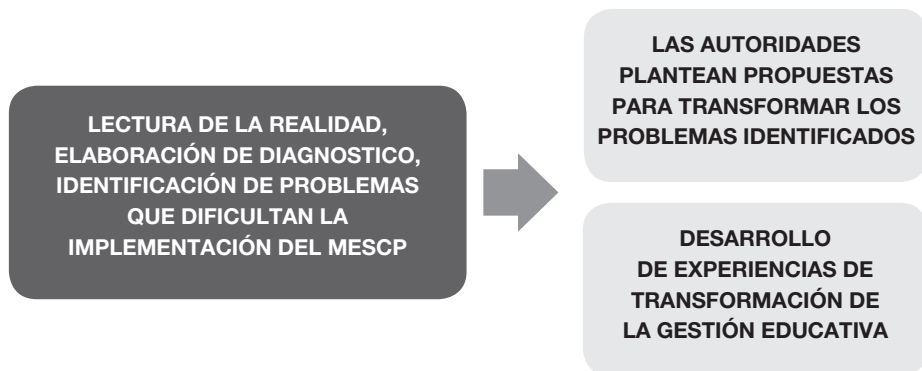 LECTURA DE LA REALIDAD,
ELABORACIÓN DE DIAGNOSTICO,
IDENTIFICACIÓN DE PROBLEMAS
QUE DIFICULTAN LA
IMPLEMENTACIÓN DEL MESCP
LAS AUTORIDADES
PLANTEAN PROPUESTAS
PARA TRANSFORMAR LOS
PROBLEMAS IDENTIFICADOS
DESARROLLO
DE EXPERIENCIAS DE
TRANSFORMACIÓN DE
LA GESTIÓN EDUCATIVA